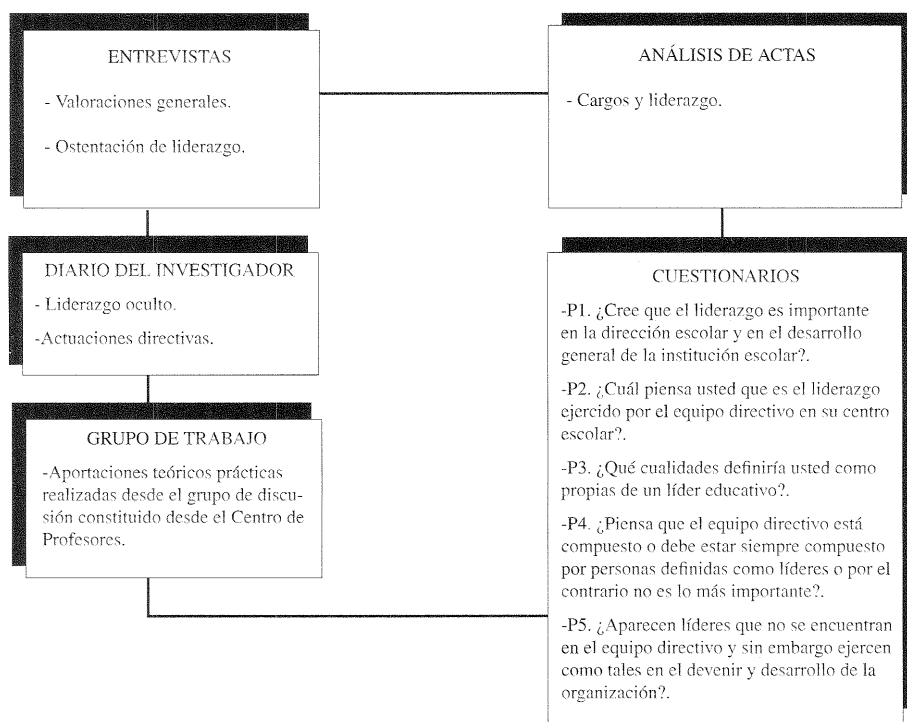 ENTREVISTAS
- Valoraciones generales.
- Ostentación de liderazgo.
ANÁLISIS DE ACTAS
- Cargos y liderazgo.
DIARIO DEL INVESTIGADOR
- Liderazgo oculto.
-Actuaciones directivas.
GRUPO DE TRABAJO
-Aportaciones teóricos prácticas
realizadas desde el grupo de discu-
sión constituido desde el Centro de
Profesores.
CUESTIONARIOS
-P1. ¿Cree que el liderazgo es importante
en la dirección escolar y en el desarrollo
general de la institución escolar?.
-P2. ¿Cuál piensa usted que es el liderazgo
ejercido por el equipo directivo en su centro
escolar?.
-P3. ¿Qué cualidades definiría usted como
propias de un líder educativo?.
-P4. ¿Piensa que el equipo directivo está
compuesto o debe estar siempre compuesto
por personas definidas como líderes o por el
contrario no es lo más importante?.
-P5. ¿Aparecen líderes que no se encuentran
en el equipo directivo y sin embargo ejercen
como tales en el devenir y desarrollo de la
organización?.